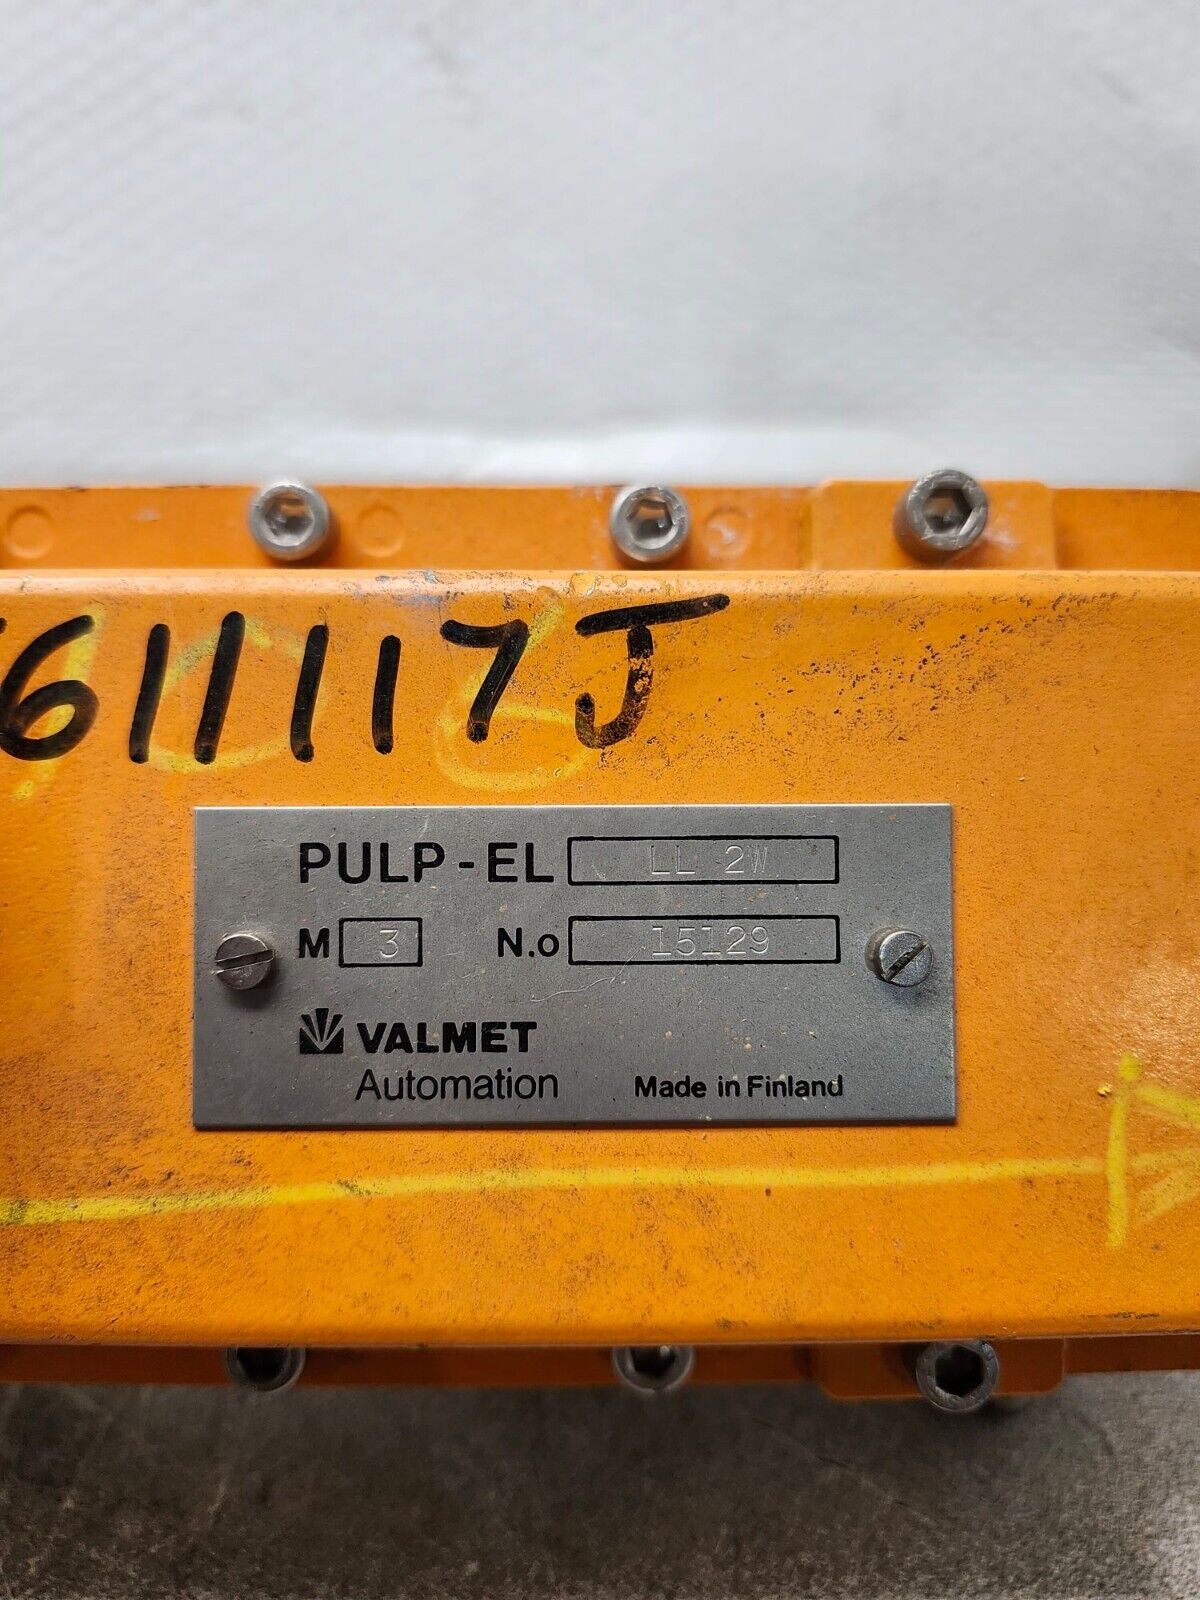 611117J
PULP-EL LL 2W
M 3 N.o 15129
VALMET
Automation Made in Finland